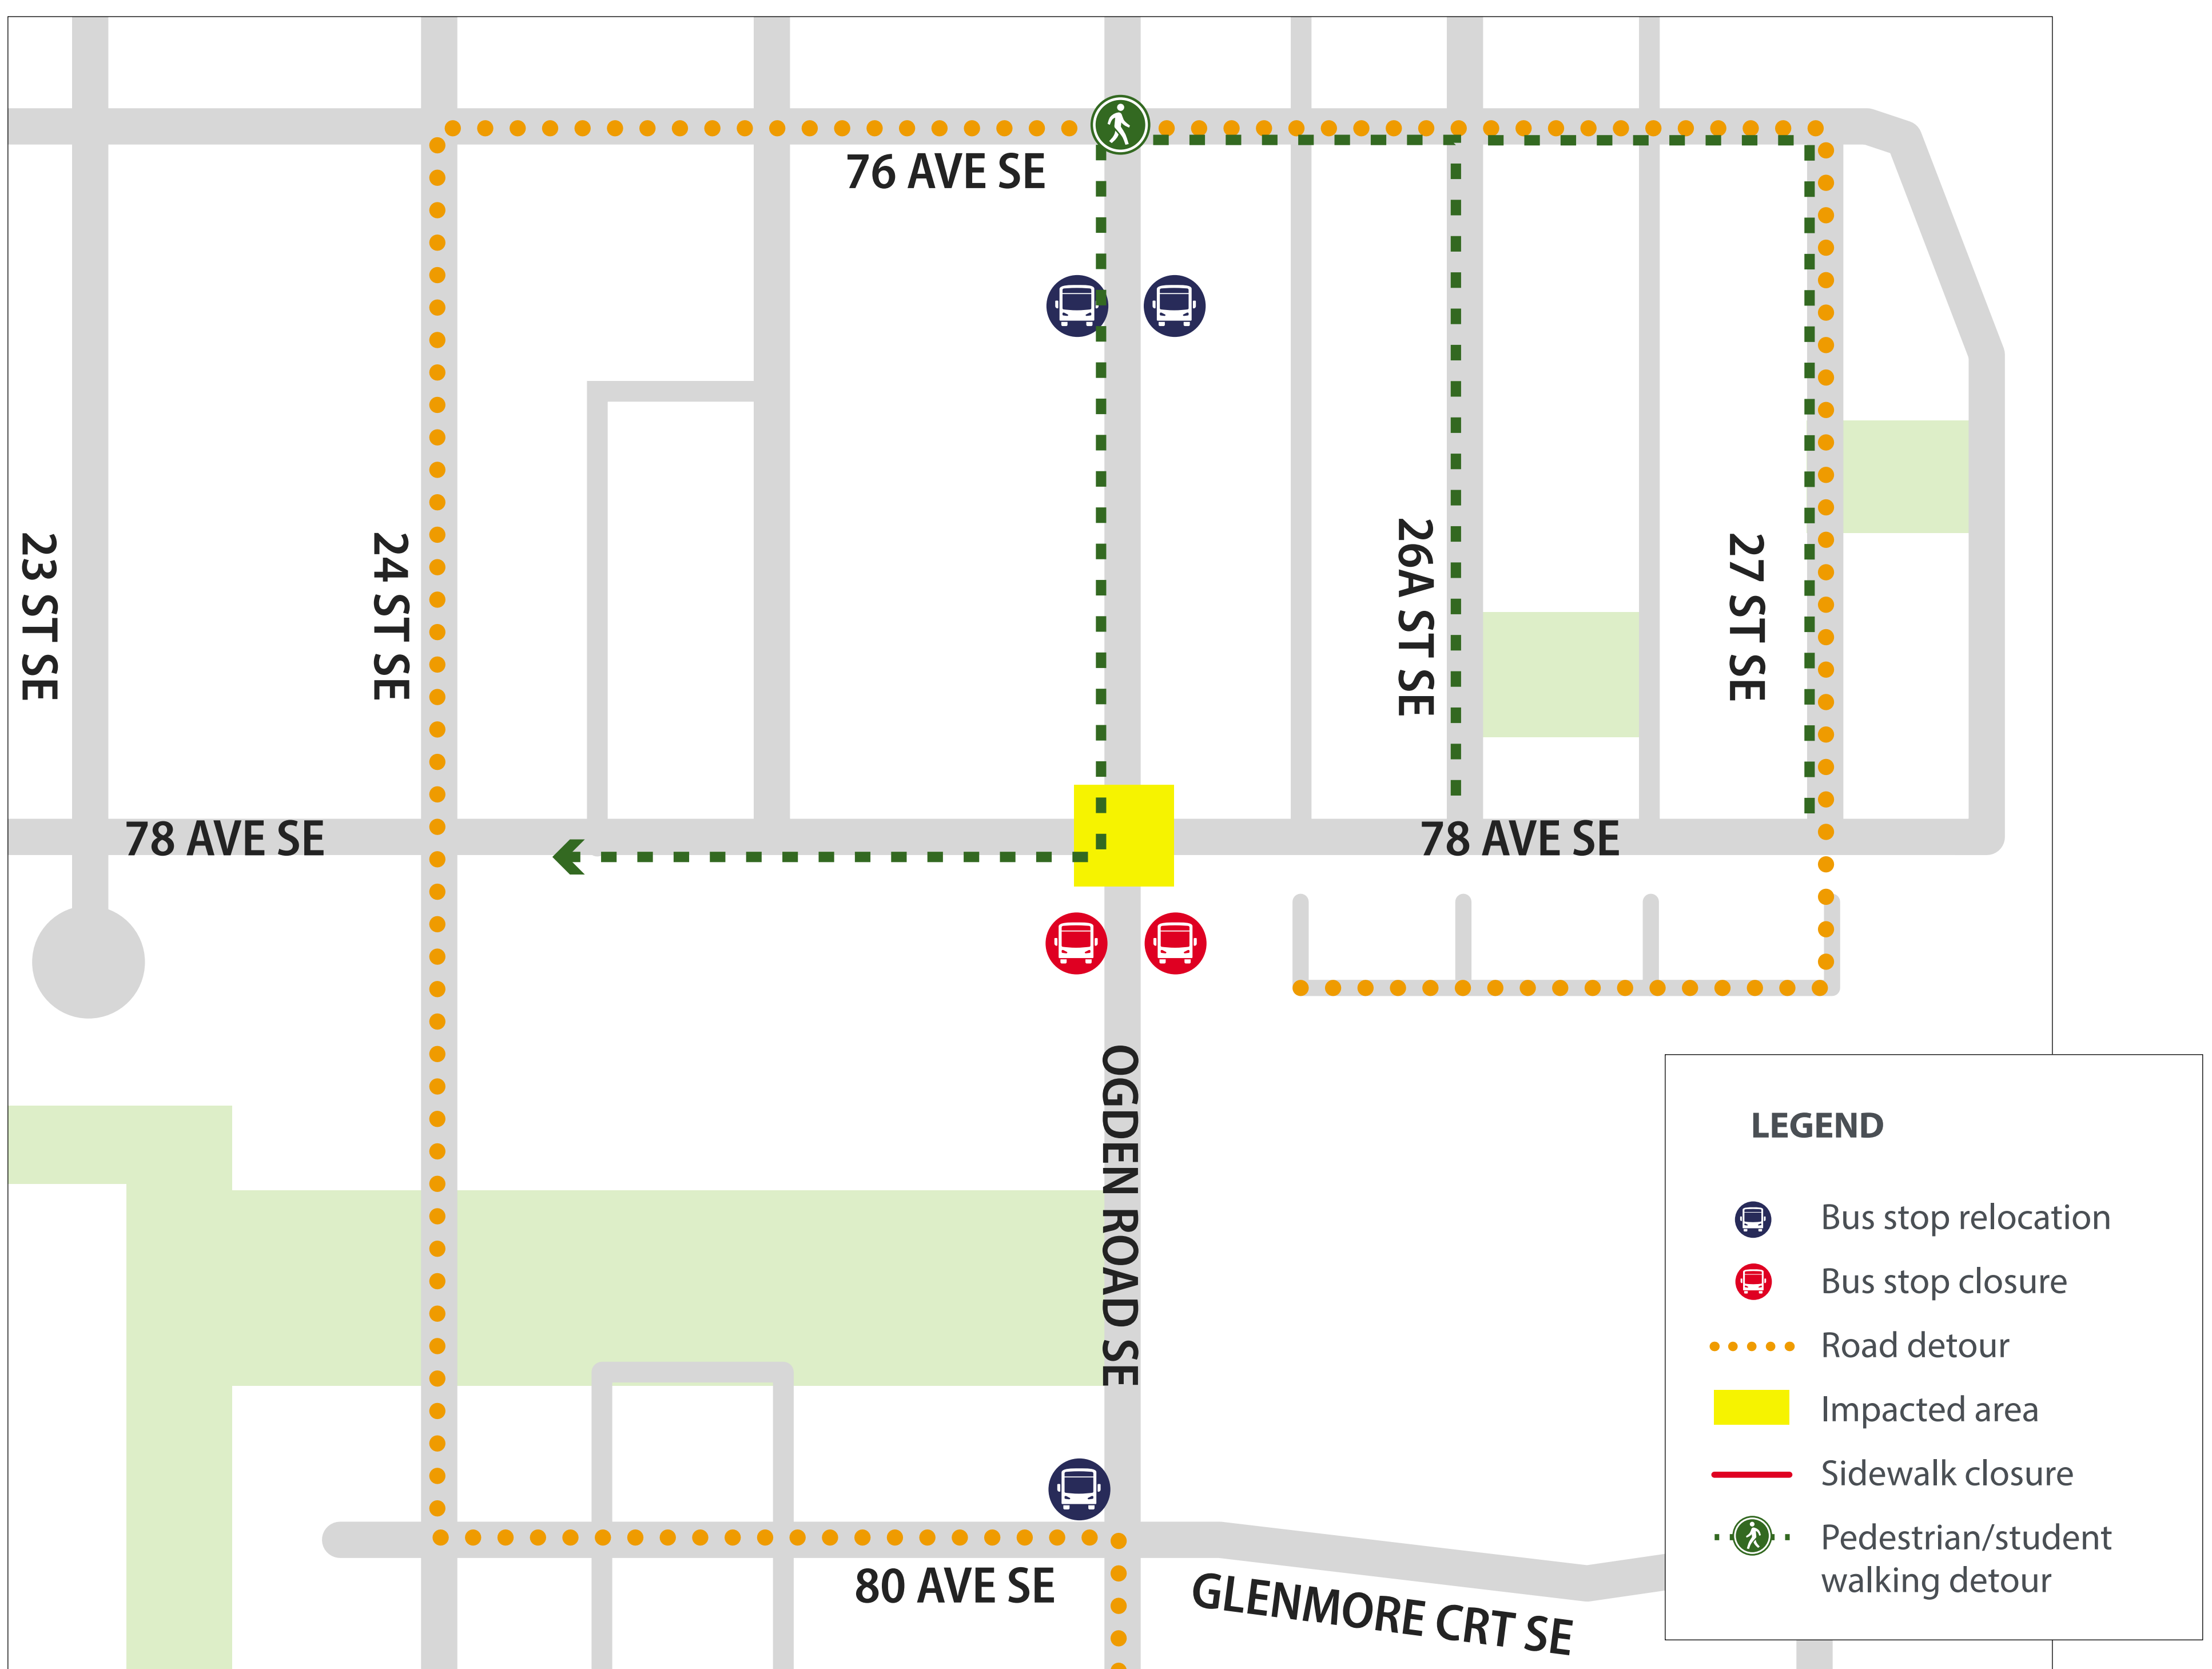 76 AVE SE
23 ST SE
24 ST SE
26A ST SE
27 ST SE
78 AVE SE
78 AVE SE
OGDEN ROAD SE
80 AVE SE
GLENMORE CRT SE
LEGEND
Bus stop relocation
Bus stop closure
Road detour
Impacted area
Sidewalk closure
Pedestrian/student
walking detour